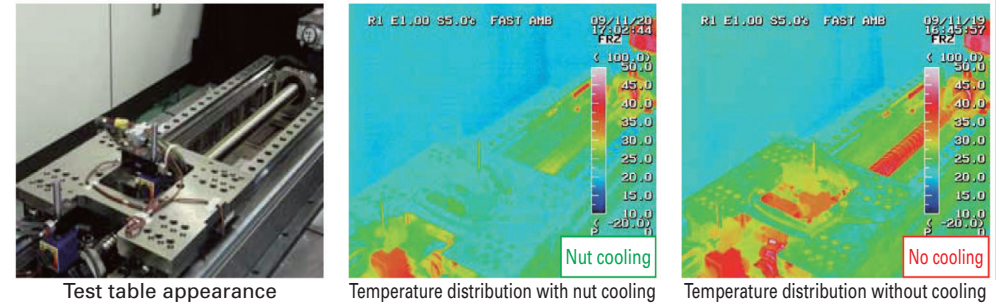 R1 E1.00 S5.0% FAST AMB 09/11/20
17:02:44
FRZ
( 100.0)
50.0
45.0
40.0
35.0
30.0
25.0
20.0
15.0
10.0
( -20.0)
Nut cooling
R1 E1.00 S5.0% FAST AMB 09/11/19
16:45:57
FRZ
( 100.0)
50.0
45.0
40.0
35.0
30.0
25.0
20.0
15.0
10.0
( -20.0)
No cooling
Test table appearance
Temperature distribution with nut cooling
Temperature distribution without cooling